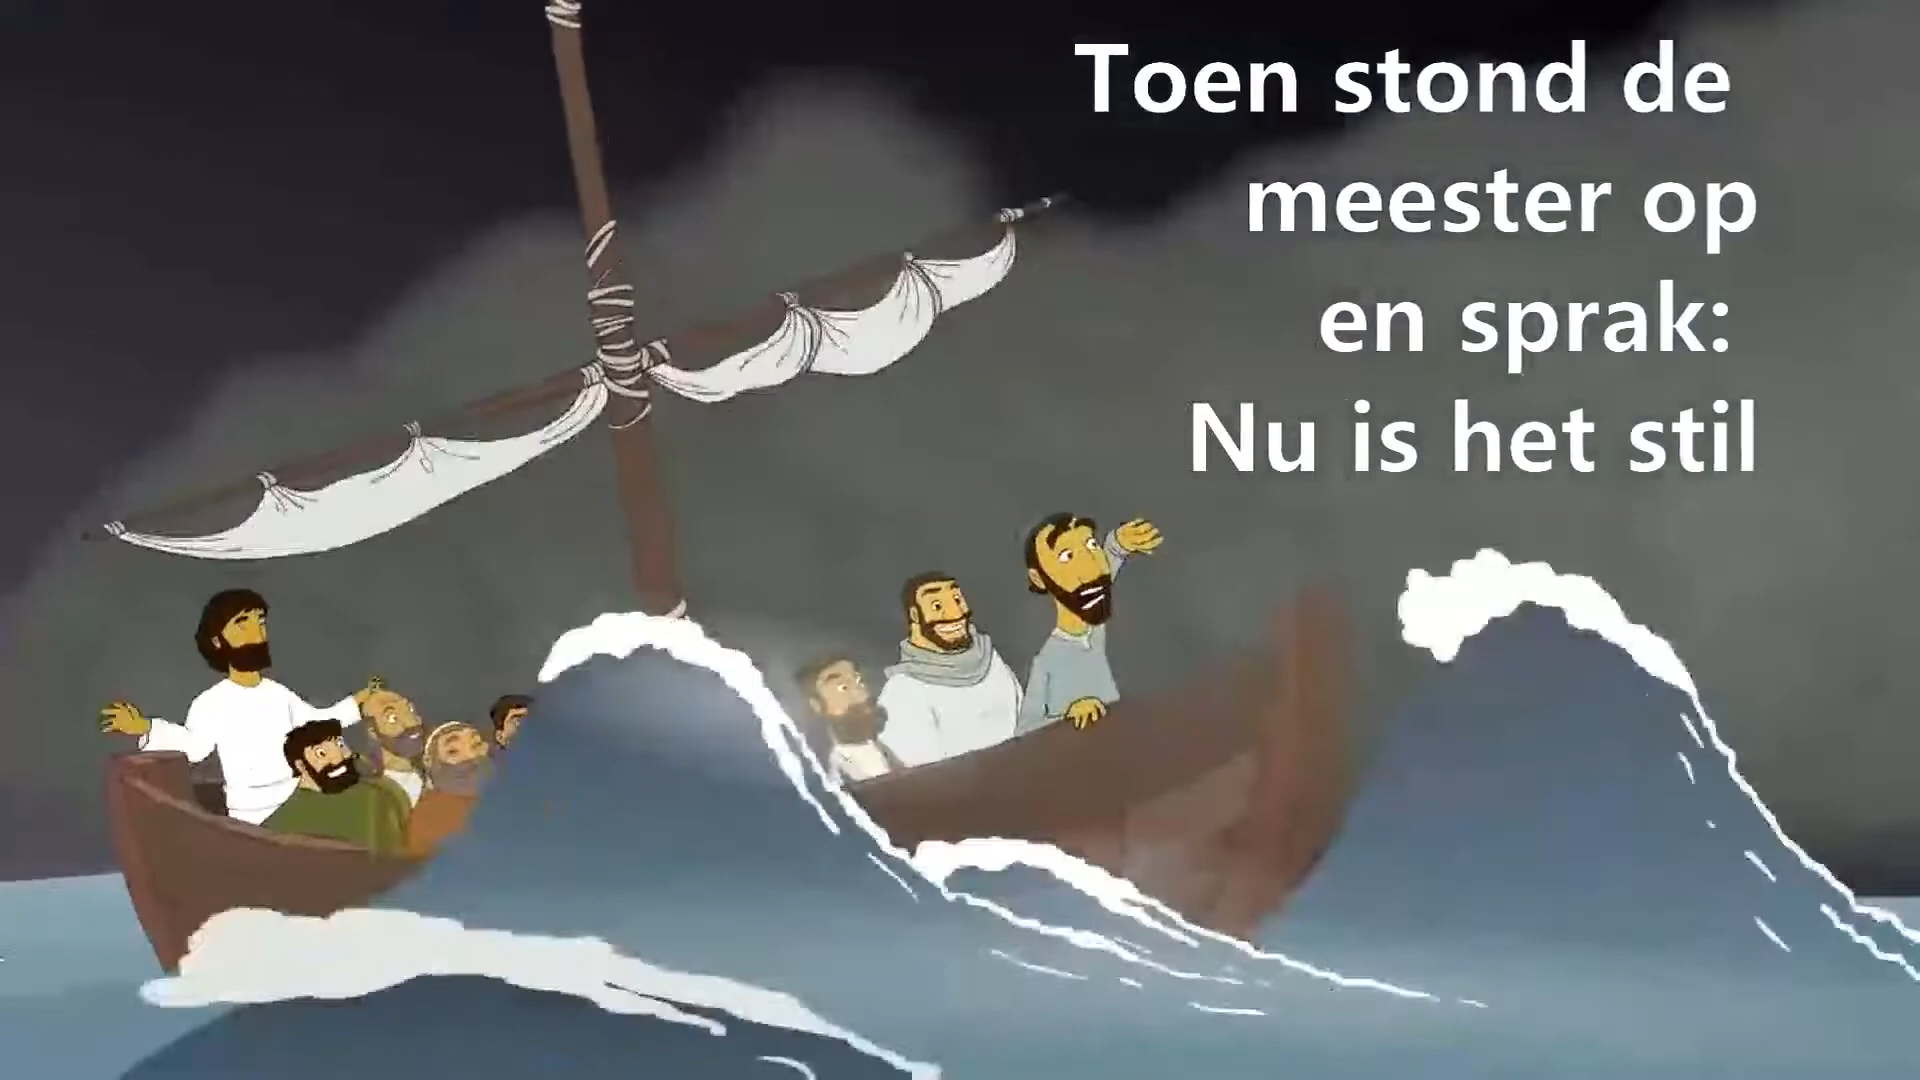 Toen stond de
meester op
en sprak:
Nu is het stil